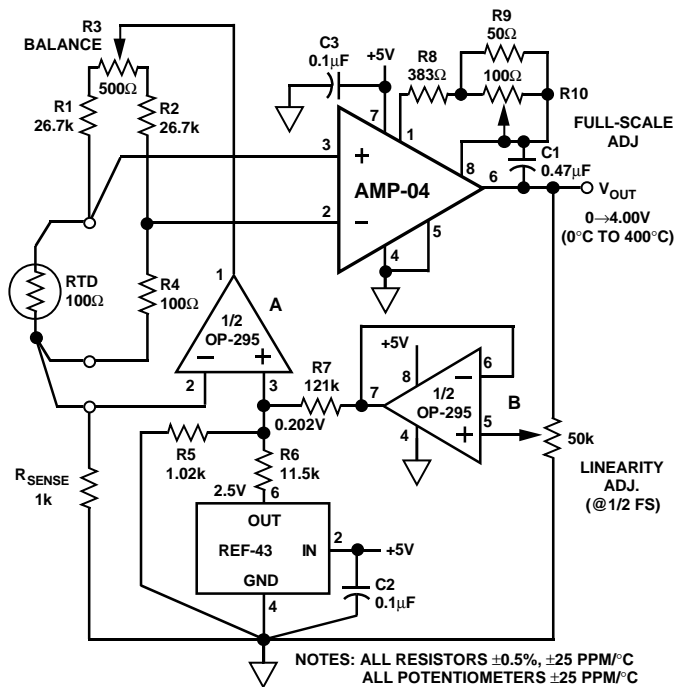 R3
BALANCE
500Ω
R1
26.7k
R2
26.7k
C3
0.1µF
+5V
R8
383Ω
R9
50Ω
100Ω
R10
FULL-SCALE
ADJ
7
1
3
+
AMP-04
8
C1
0.47µF
6
VOUT
0→4.00V
(0°C TO 400°C)
2
–
5
4
RTD
100Ω
R4
100Ω
1
A
1/2
OP-295
–
+
2
3
R7
121k
7
+5V
8
1/2
OP-295
4
–
6
B
+
5
50k
LINEARITY
ADJ.
(@1/2 FS)
0.202V
R5
1.02k
R6
11.5k
RSENSE
1k
2.5V
6
OUT
REF-43
IN
2
+5V
GND
4
C2
0.1µF
NOTES: ALL RESISTORS ±0.5%, ±25 PPM/°C
ALL POTENTIOMETERS ±25 PPM/°C